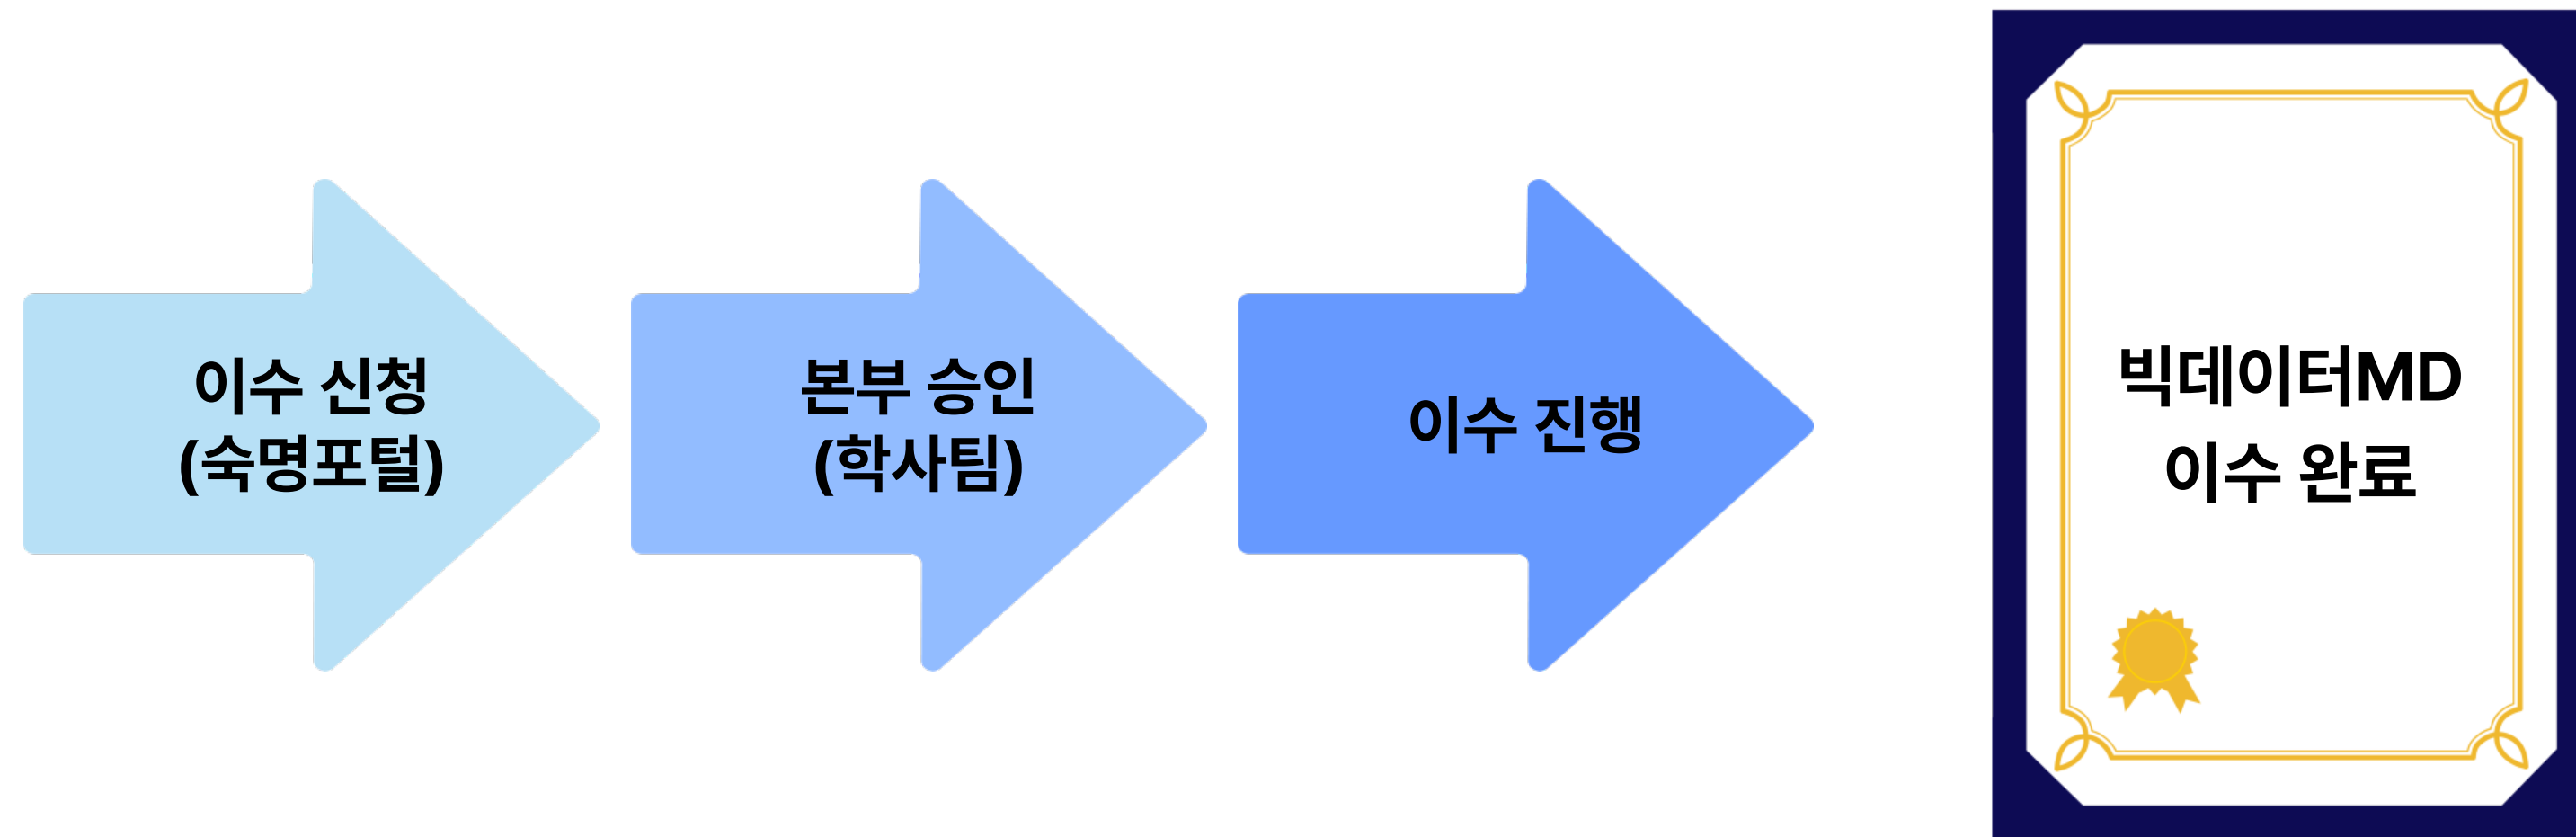 이수 신청
(숙명포털)
본부 승인
(학사팀)
이수 진행
빅데이터MD
이수 완료